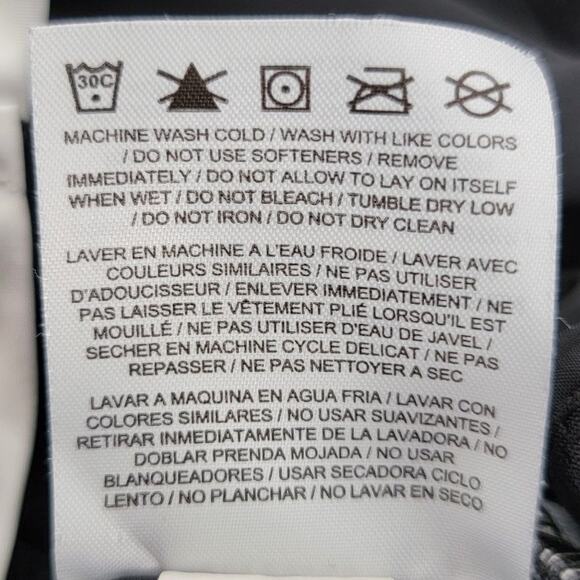 30C
MACHINE WASH COLD / WASH WITH LIKE COLORS
/ DO NOT USE SOFTENERS / REMOVE
IMMEDIATELY / DO NOT ALLOW TO LAY ON ITSELF
WHEN WET / DO NOT BLEACH / TUMBLE DRY LOW
/ DO NOT IRON / DO NOT DRY CLEAN
LAVER EN MACHINE A L'EAU FROIDE / LAVER AVEC
COULEURS SIMILAIRES / NE PAS UTILISER
D'ADOUCISSEUR / ENLEVER IMMEDIATEMENT / NE
PAS LAISSER LE VÊTEMENT PLIÉ LORSQU'IL EST
MOUILLÉ / NE PAS UTILISER D'EAU DE JAVEL /
SECHER EN MACHINE CYCLE DELICAT / NE PAS
REPASSER / NE PAS NETTOYER A SEC
LAVAR A MAQUINA EN AGUA FRIA / LAVAR CON
COLORES SIMILARES / NO USAR SUAVIZANTES /
RETIRAR INMEDIATAMENTE DE LA LAVADORA / NO
DOBLAR PRENDA MOJADA / NO USAR
BLANQUEADORES / USAR SECADORA CICLO
LENTO / NO PLANCHAR / NO LAVAR EN SECO